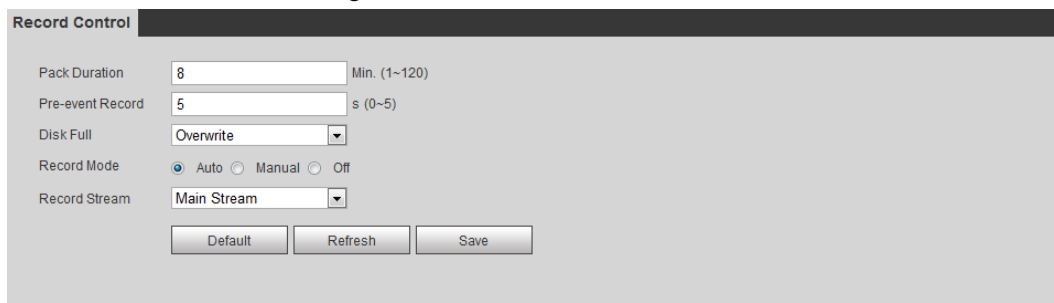 Record Control
Pack Duration 8 Min. (1~120)
Pre-event Record 5 s (0~5)
Disk Full Overwrite
Record Mode Auto Manual Off
Record Stream Main Stream
Default Refresh Save